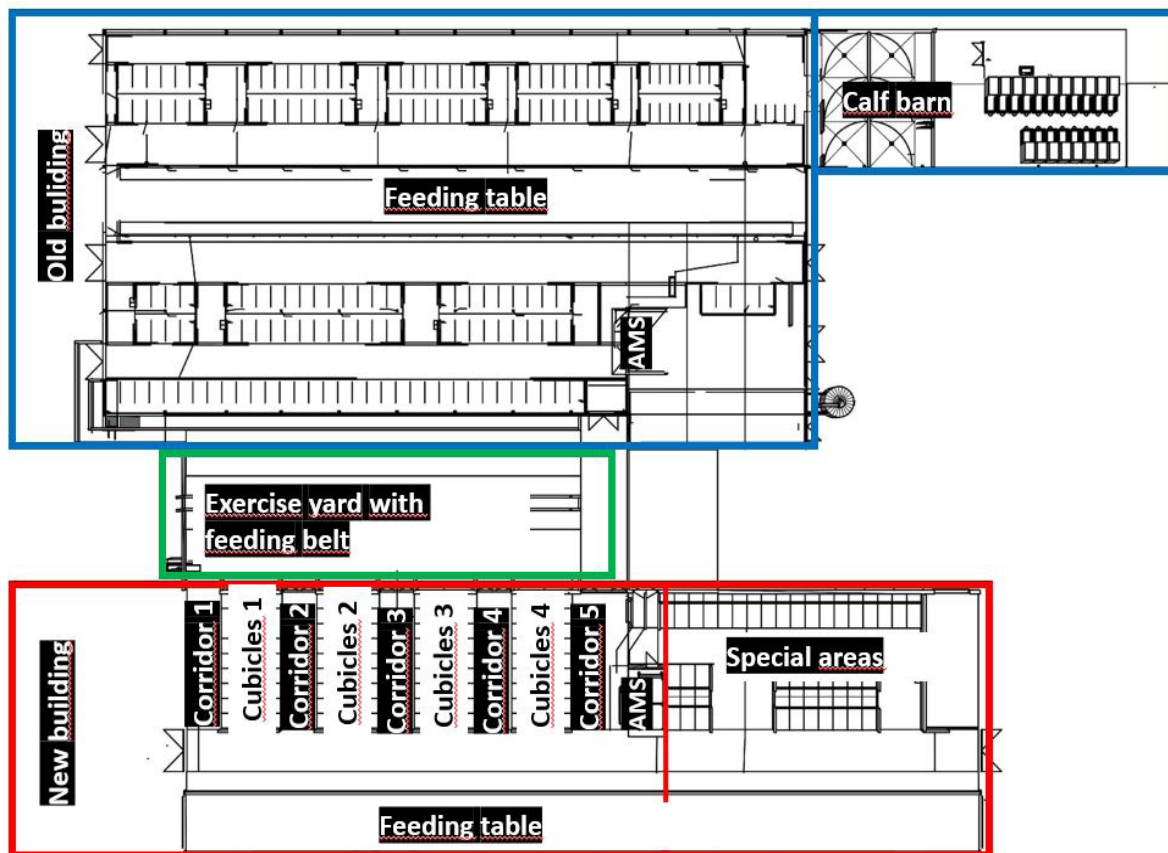 Calf barn
Old buliding
Feeding table
AMS
Exercise yard with
feeding belt
New building
Corridor 1
Cubicles 1
Corridor 2
Cubicles 2
Corridor 3
Cubicles 3
Corridor 4
Cubicles 4
Corridor 5
AMS
Special areas
Feeding table